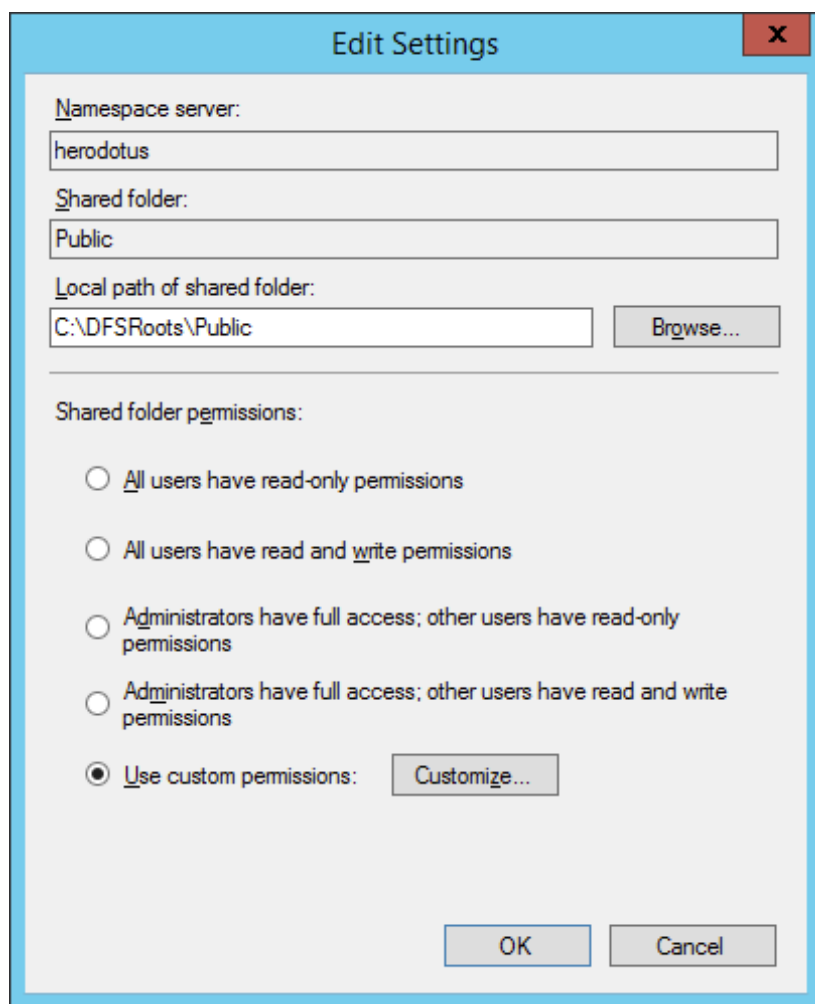 Edit Settings
x
Namespace server:
herodotus
Shared folder:
Public
Local path of shared folder:
C:\DFSRoots\Public
Browse...
Shared folder permissions:
All users have read-only permissions
All users have read and write permissions
Administrators have full access; other users have read-only
permissions
Administrators have full access; other users have read and write
permissions
Use custom permissions:
Customize...
OK
Cancel